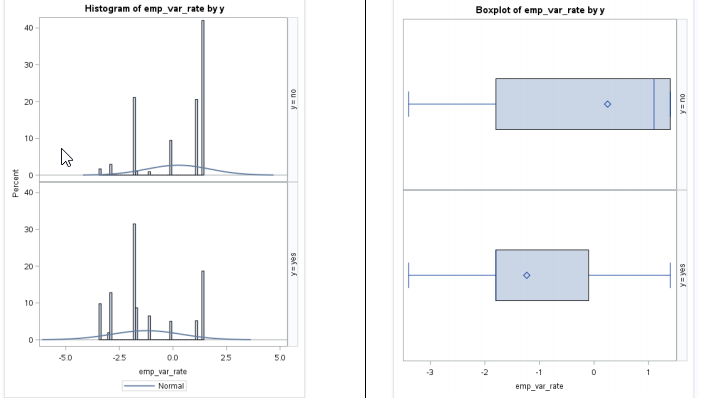 Histogram of emp_var_rate by y
40
30
20
10
0
y = no
Percent
40
30
20
10
0
y = yes
-5.0 -2.5 0.0 2.5 5.0
emp_var_rate
Normal
Boxplot of emp_var_rate by y
y = no
y = yes
-3 -2 -1 0 1
emp_var_rate